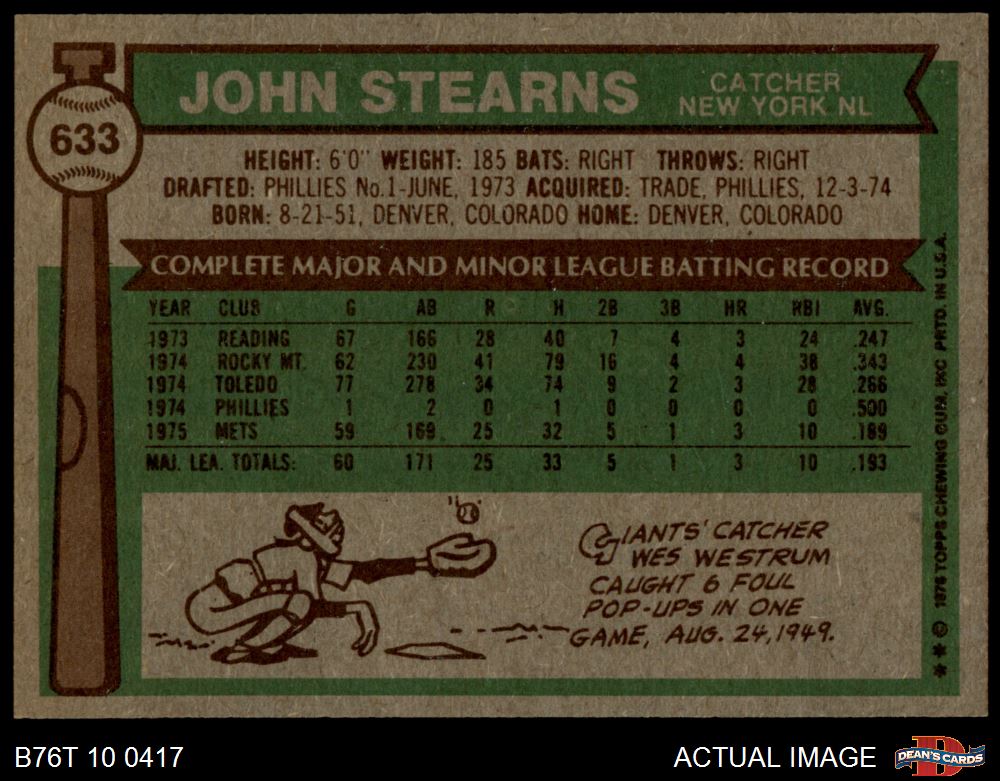 633
JOHN STEARNS
CATCHER
NEW YORK NL
HEIGHT: 6'0" WEIGHT: 185 BATS: RIGHT THROWS: RIGHT
DRAFTED: PHILLIES No.1-JUNE, 1973 ACQUIRED: TRADE, PHILLIES, 12-3-74
BORN: 8-21-51, DENVER, COLORADO HOME: DENVER, COLORADO
COMPLETE MAJOR AND MINOR LEAGUE BATTING RECORD
YEAR CLUB G AB R H 2B 3B HR RBI AVG.
1973 READING 67 166 28 40 7 4 3 24 .247
1974 ROCKY MT. 62 230 41 79 16 4 4 38 .343
1974 TOLEDO 77 278 34 74 9 2 3 28 .266
1974 PHILLIES 1 2 0 1 0 0 0 0 .500
1975 METS 59 169 25 32 5 1 3 10 .189
MAJ. LEA. TOTALS: 60 171 25 33 5 1 3 10 .193
GIANTS' CATCHER
WES WESTRUM
CAUGHT 6 FOUL
POP-UPS IN ONE
GAME, AUG. 24, 1949.
** © 1976 TOPPS CHEWING GUM, INC. PRTD. IN U.S.A.
B76T 10 0417
ACTUAL IMAGE
D
DEAN'S CARDS